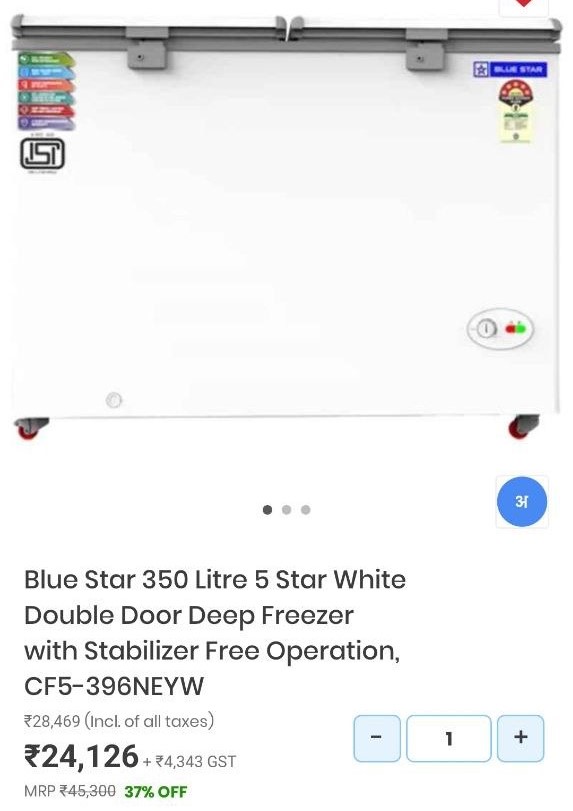 BLUE STAR
ISI
अ
Blue Star 350 Litre 5 Star White
Double Door Deep Freezer
with Stabilizer Free Operation,
CF5-396NEYW
₹28,469 (Incl. of all taxes)
₹24,126 + ₹4,343 GST
- 1 +
MRP ₹45,300 37% OFF